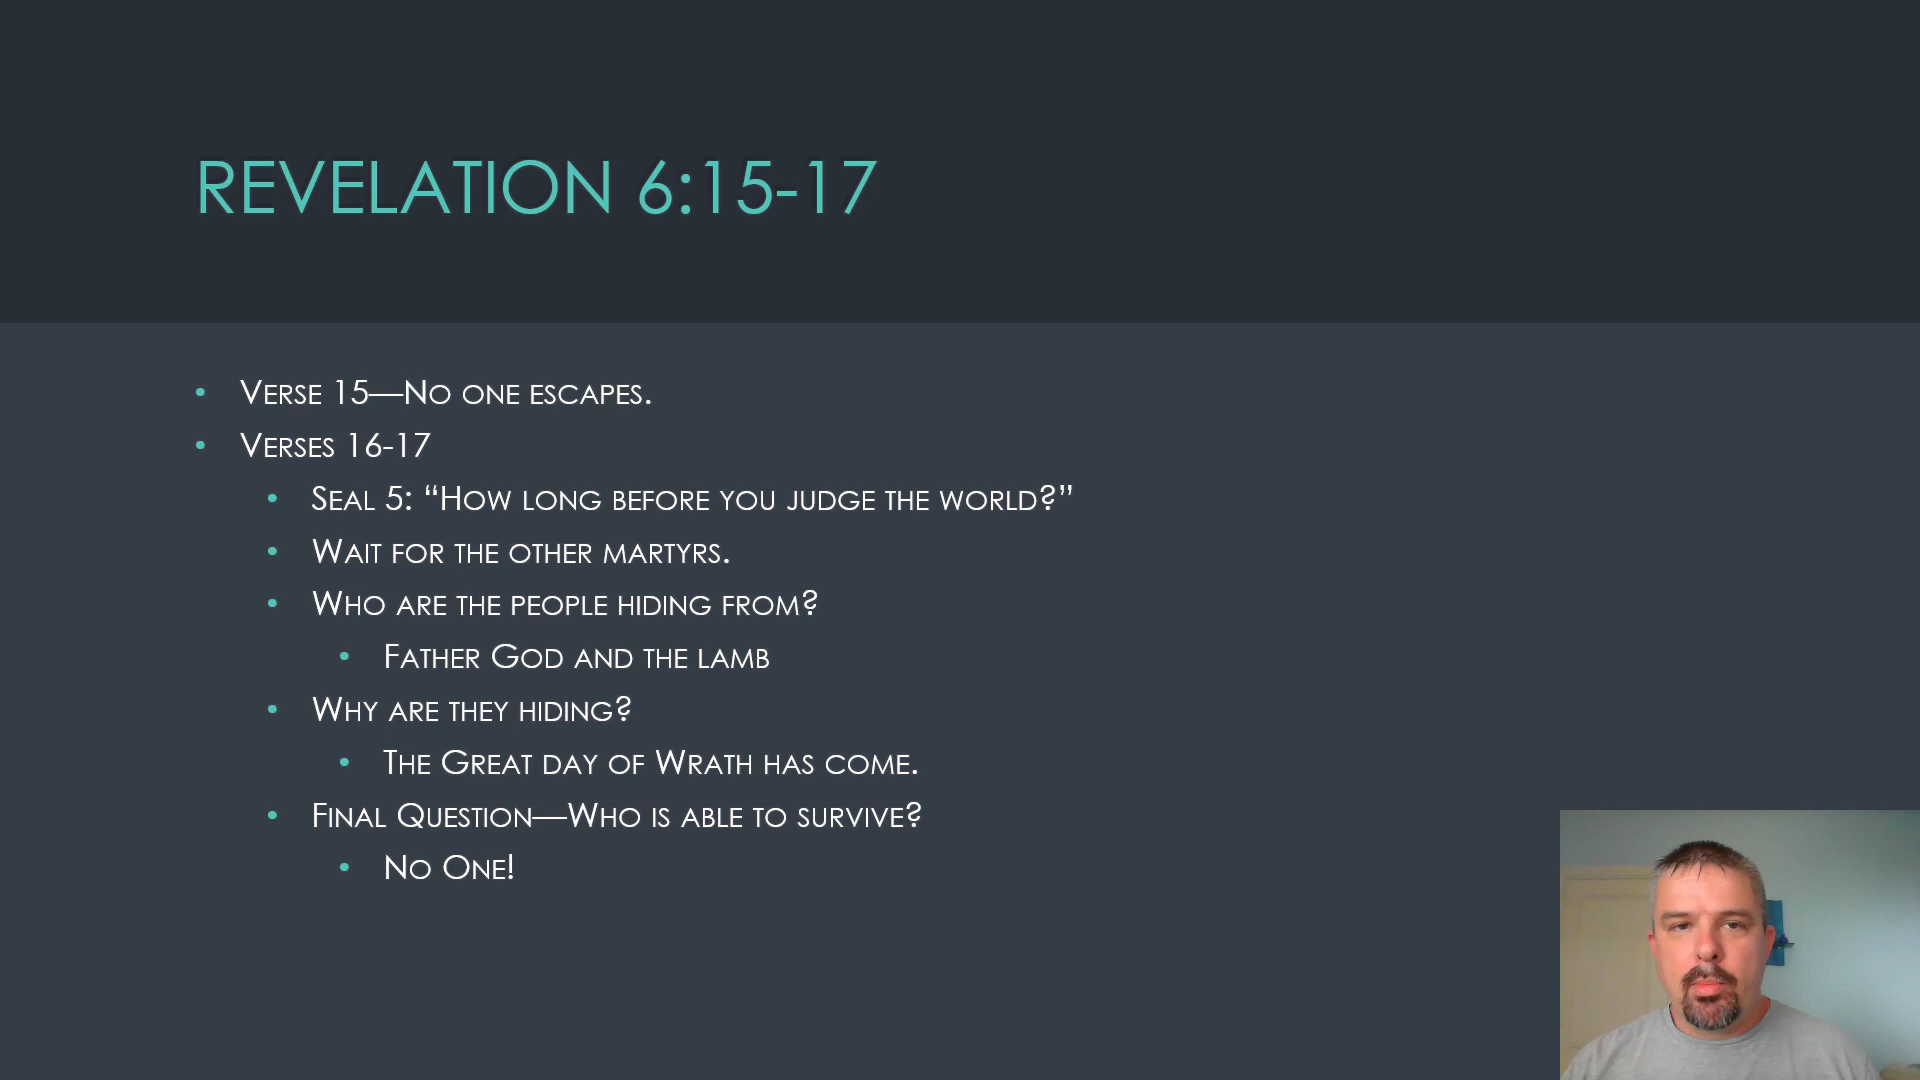 REVELATION 6:15-17
• Verse 15—No one escapes.
• Verses 16-17
• Seal 5: “How long before you judge the world?”
• Wait for the other martyrs.
• Who are the people hiding from?
• Father God and the lamb
• Why are they hiding?
• The Great day of Wrath has come.
• Final Question—Who is able to survive?
• No One!